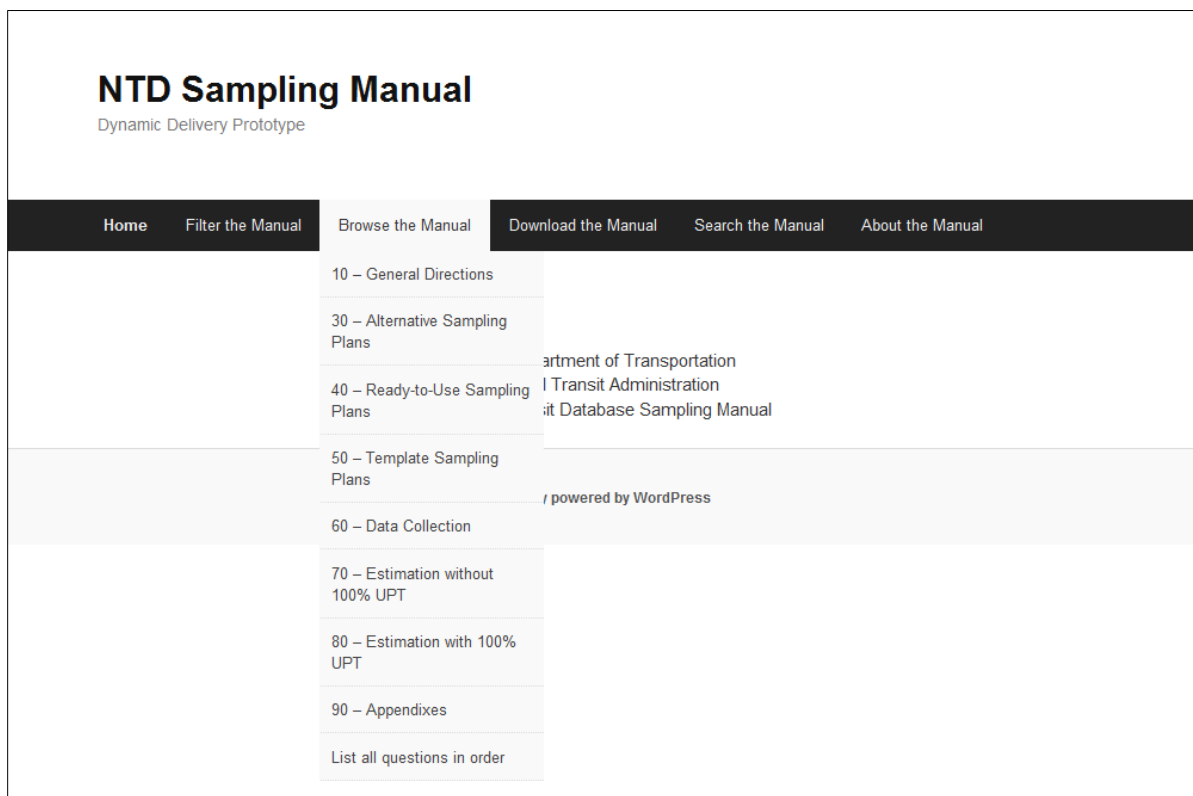 NTD Sampling Manual
Dynamic Delivery Prototype
Home Filter the Manual Browse the Manual Download the Manual Search the Manual About the Manual
10 – General Directions
30 – Alternative Sampling
Plans
40 – Ready-to-Use Sampling
Plans
50 – Template Sampling
Plans
60 – Data Collection
70 – Estimation without
100% UPT
80 – Estimation with 100%
UPT
90 – Appendixes
List all questions in order
of Transportation
Transit Administration
Database Sampling Manual
powered by WordPress